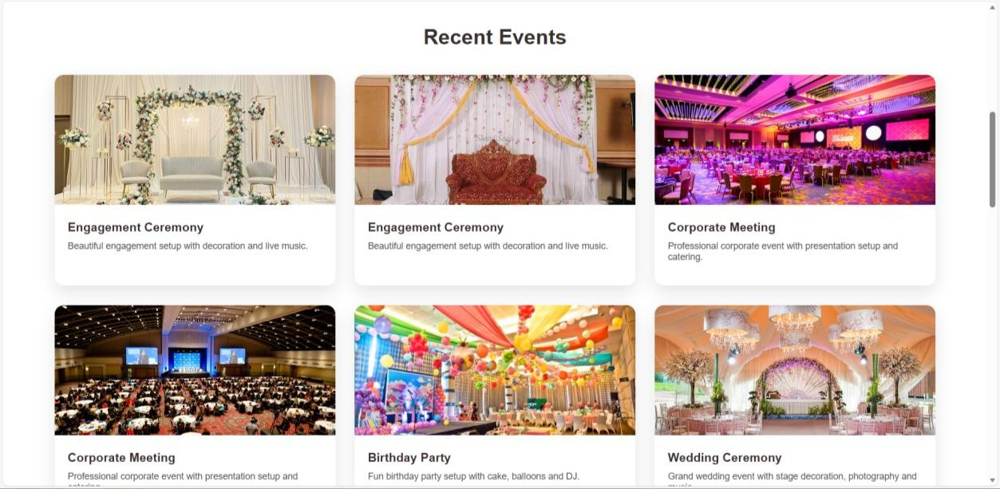 Recent Events
Engagement Ceremony
Beautiful engagement setup with decoration and live music.
Engagement Ceremony
Beautiful engagement setup with decoration and live music.
Corporate Meeting
Professional corporate event with presentation setup and
catering.
Corporate Meeting
Professional corporate event with presentation setup and
catering.
Birthday Party
Fun birthday party setup with cake, balloons and DJ.
Wedding Ceremony
Grand wedding event with stage decoration, photography and
music.